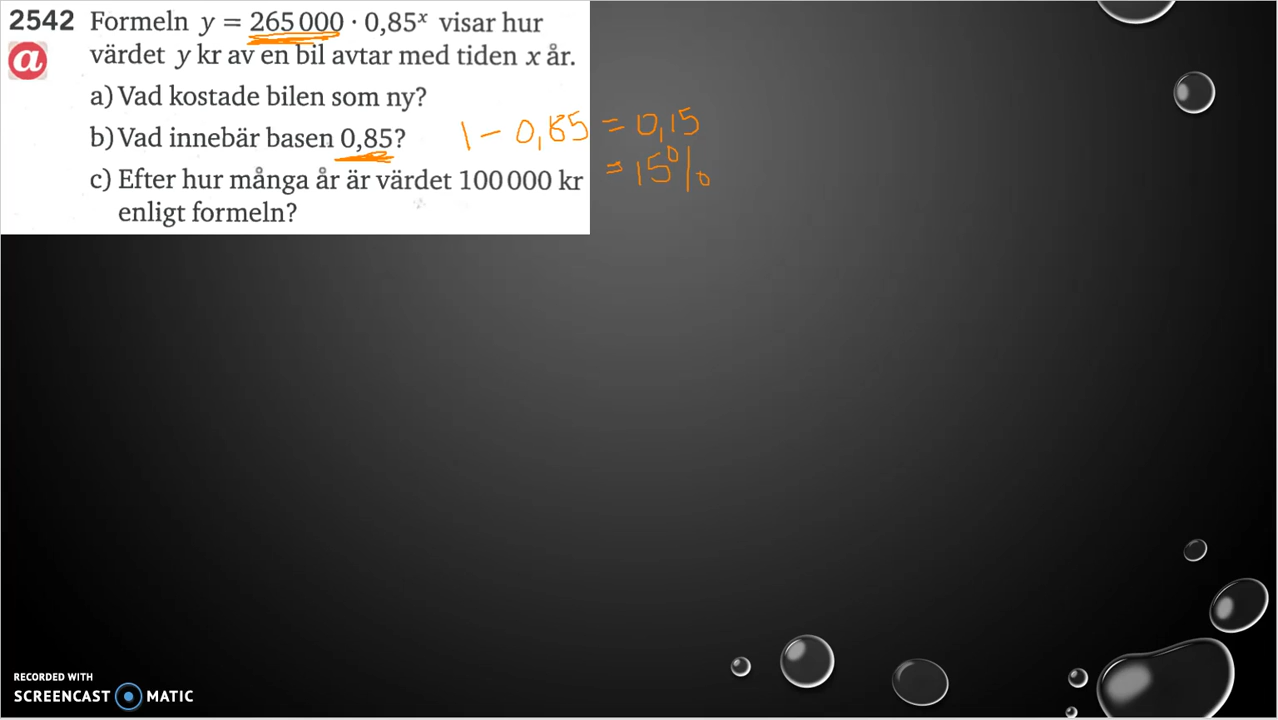 2542 Formeln y = 265 000 · 0,85ˣ visar hur
a värdet y kr av en bil avtar med tiden x år.
a) Vad kostade bilen som ny?
b) Vad innebär basen 0,85?
1 - 0,85 = 0,15
= 15%
c) Efter hur många år är värdet 100 000 kr
enligt formeln?
RECORDED WITH
SCREENCAST MATIC